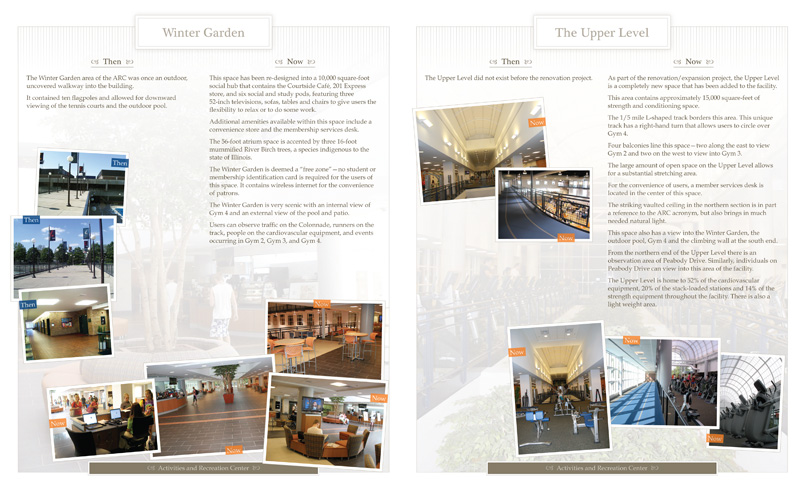 Winter Garden
Then
The Winter Garden area of the ARC was once an outdoor,
uncovered walkway into the building.
It contained ten flagpoles and allowed for downward
viewing of the tennis courts and the outdoor pool.
Now
This space has been re-designed into a 10,000 square-foot
social hub that contains the Courtside Café, 201 Express
store, and six social and study pods, featuring three
52-inch televisions, sofas, tables and chairs to give users the
flexibility to relax or to do some work.
Additional amenities available within this space include a
convenience store and the membership services desk.
The 56-foot atrium space is accented by three 16-foot
mummified River Birch trees, a species indigenous to the
state of Illinois.
The Winter Garden is deemed a "free zone" – no student or
membership identification card is required for the users of
this space. It contains wireless internet for the convenience
of patrons.
The Winter Garden is very scenic with an internal view of
Gym 4 and an external view of the pool and patio.
Users can observe traffic on the Colonnade, runners on the
track, people on the cardiovascular equipment, and events
occurring in Gym 2, Gym 3, and Gym 4.
Then
Then
Then
Now
Now
Now
Now
Activities and Recreation Center
The Upper Level
Then
The Upper Level did not exist before the renovation project.
Now
As part of the renovation/expansion project, the Upper Level
is a completely new space that has been added to the facility.
This area contains approximately 15,000 square-feet of
strength and conditioning space.
The 1/5 mile L-shaped track borders this area. This unique
track has a right-hand turn that allows users to circle over
Gym 4.
Four balconies line this space – two along the east to view
Gym 2 and two on the west to view into Gym 3.
The large amount of open space on the Upper Level allows
for a substantial stretching area.
For the convenience of users, a member services desk is
located in the center of this space.
The striking vaulted ceiling in the northern section is in part
a reference to the ARC acronym, but also brings in much
needed natural light.
This space also has a view into the Winter Garden, the
outdoor pool, Gym 4 and the climbing wall at the south end.
From the northern end of the Upper Level there is an
observation area of Peabody Drive. Similarly, individuals on
Peabody Drive can view into this area of the facility.
The Upper Level is home to 52% of the cardiovascular
equipment, 20% of the stack-loaded stations and 14% of the
strength equipment throughout the facility. There is also a
light weight area.
Now
Now
Now
Now
Now
Activities and Recreation Center